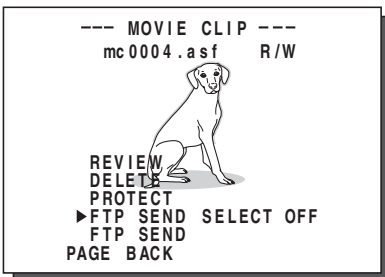 --- MOVIE CLIP ---
mc0004.asf R/W
REVIEW
DELETE
PROTECT
▶FTP SEND SELECT OFF
FTP SEND
PAGE BACK